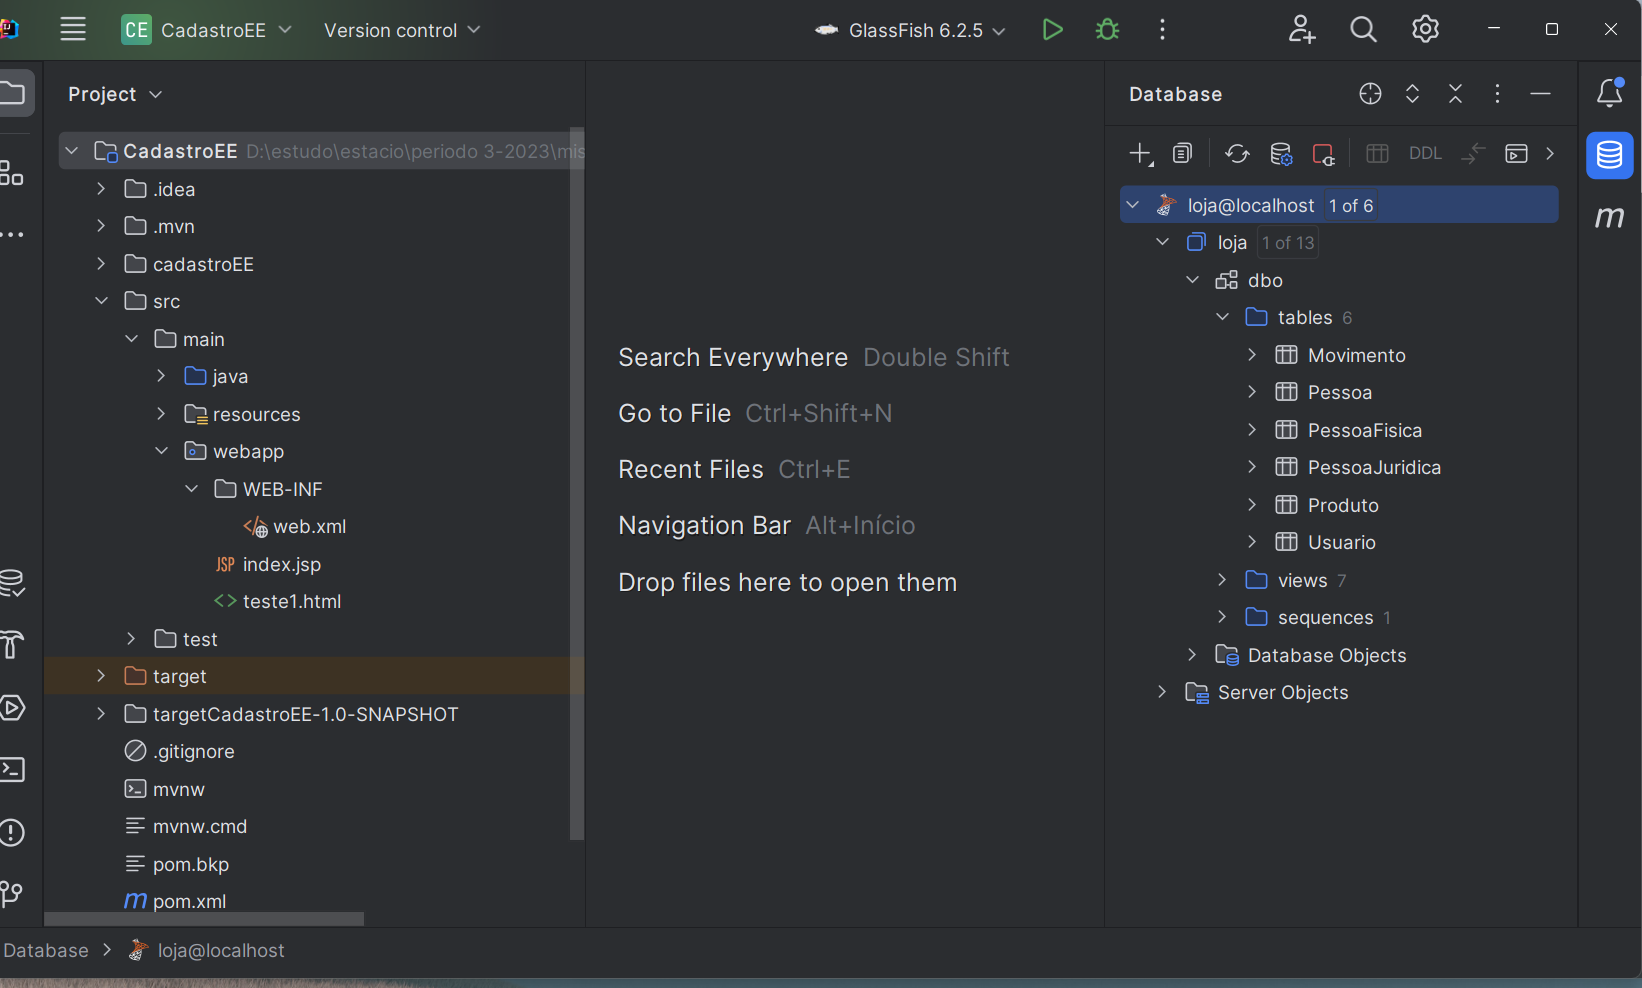 CE CadastroEE Version control GlassFish 6.2.5
Project
CadastroEE D:\estudo\estacio\periodo 3-2023\mis
.idea
.mvn
cadastroEE
src
main
java
resources
webapp
WEB-INF
web.xml
JSP index.jsp
teste1.html
test
target
targetCadastroEE-1.0-SNAPSHOT
.gitignore
mvnw
mvnw.cmd
pom.bkp
m pom.xml
Search Everywhere Double Shift
Go to File Ctrl+Shift+N
Recent Files Ctrl+E
Navigation Bar Alt+Início
Drop files here to open them
Database
DDL
loja@localhost 1 of 6
loja 1 of 13
dbo
tables 6
Movimento
Pessoa
PessoaFisica
PessoaJuridica
Produto
Usuario
views 7
sequences 1
Database Objects
Server Objects
m
Database > loja@localhost